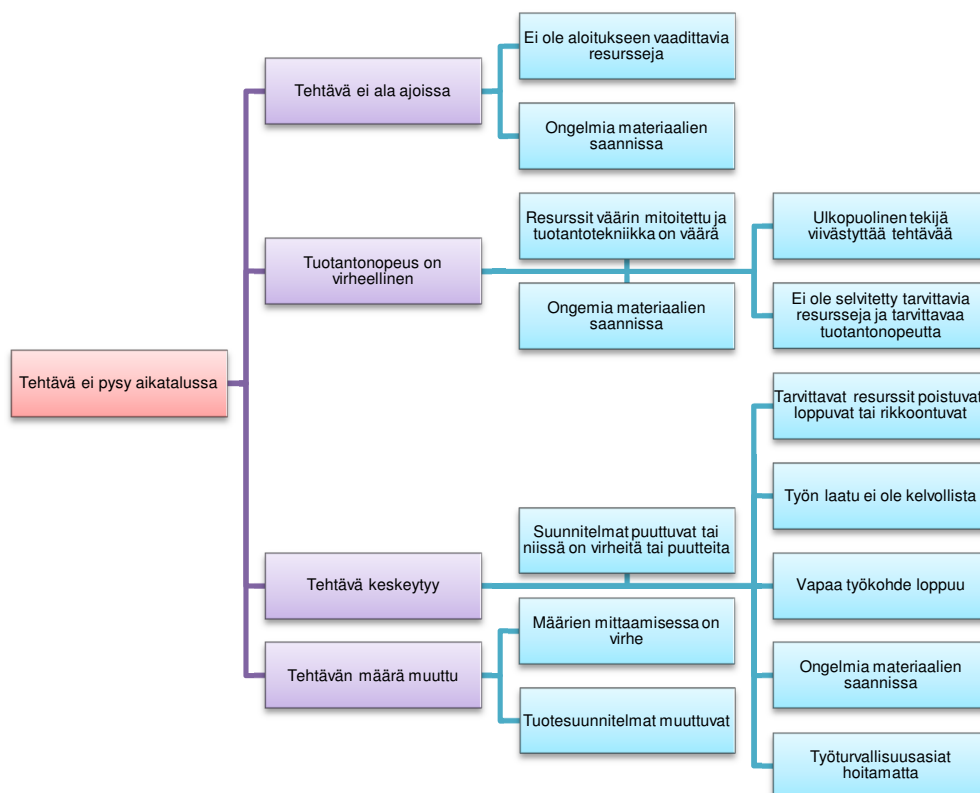 Ei ole aloitukseen vaadittavia
resursseja
Tehtävä ei ala ajoissa
Ongelmia materiaalien
saannissa
Resurssit väärin mitoitettu ja
tuotantotekniikka on väärä
Ulkopuolinen tekijä
viivästyttää tehtävää
Tuotantonopeus on
virheellinen
Ongemia materiaalien
saannissa
Ei ole selvitetty tarvittavia
resursseja ja tarvittavaa
tuotantonopeutta
Tehtävä ei pysy aikatalussa
Tarvittavat resurssit poistuvat
loppuvat tai rikkoontuvat
Työn laatu ei ole kelvollista
Suunnitelmat puuttuvat tai
niissä on virheitä tai puutteita
Tehtävä keskeytyy
Vapaa työkohde loppuu
Määrien mittaamisessa on
virhe
Tehtävän määrä muuttu
Ongelmia materiaalien
saannissa
Tuotesuunnitelmat muuttuvat
Työturvallisuusasiat
hoitamatta